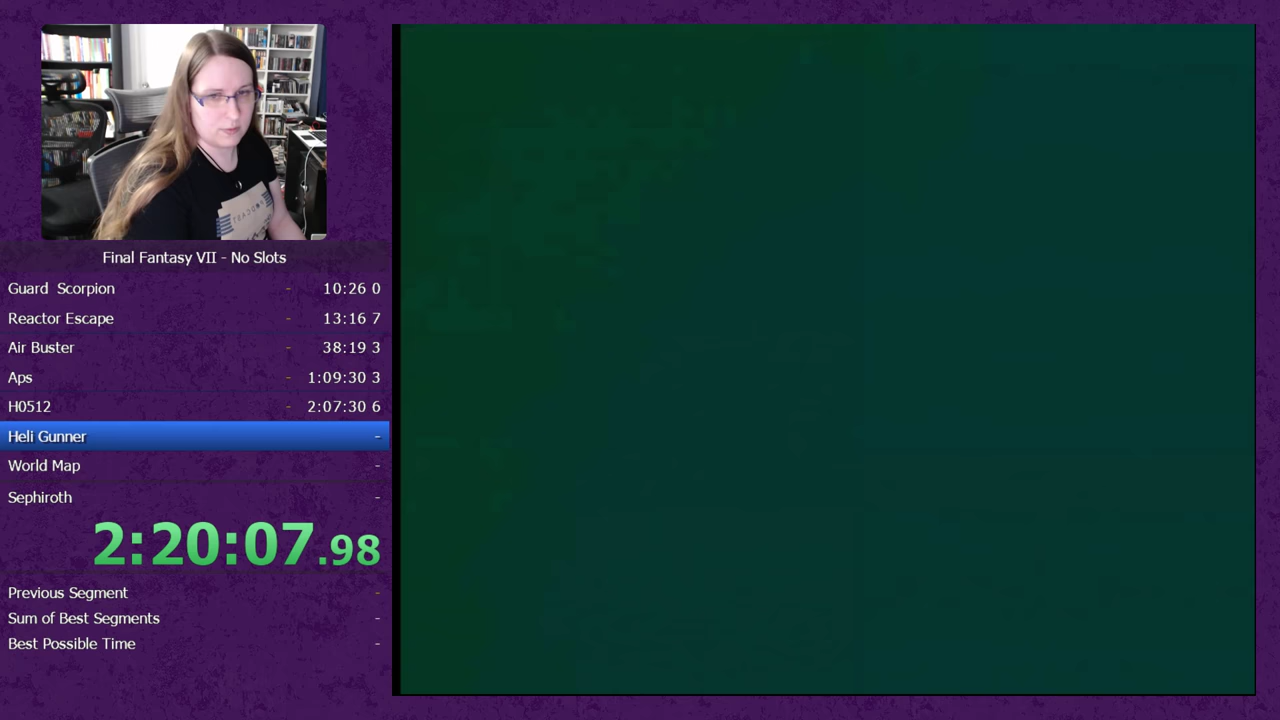 Final Fantasy VII - No Slots
Guard Scorpion - 10:26 0
Reactor Escape - 13:16 7
Air Buster - 38:19 3
Aps - 1:09:30 3
H0512 - 2:07:30 6
Heli Gunner -
World Map -
Sephiroth -
2:20:07.98
Previous Segment -
Sum of Best Segments -
Best Possible Time -